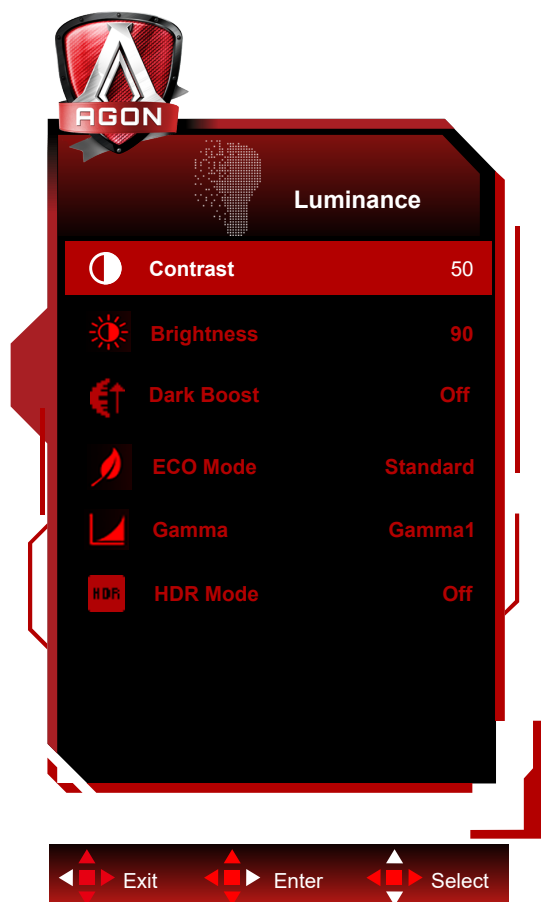 AGON
Luminance
Contrast 50
Brightness 90
Dark Boost Off
ECO Mode Standard
Gamma Gamma1
HDR HDR Mode Off
Exit Enter Select